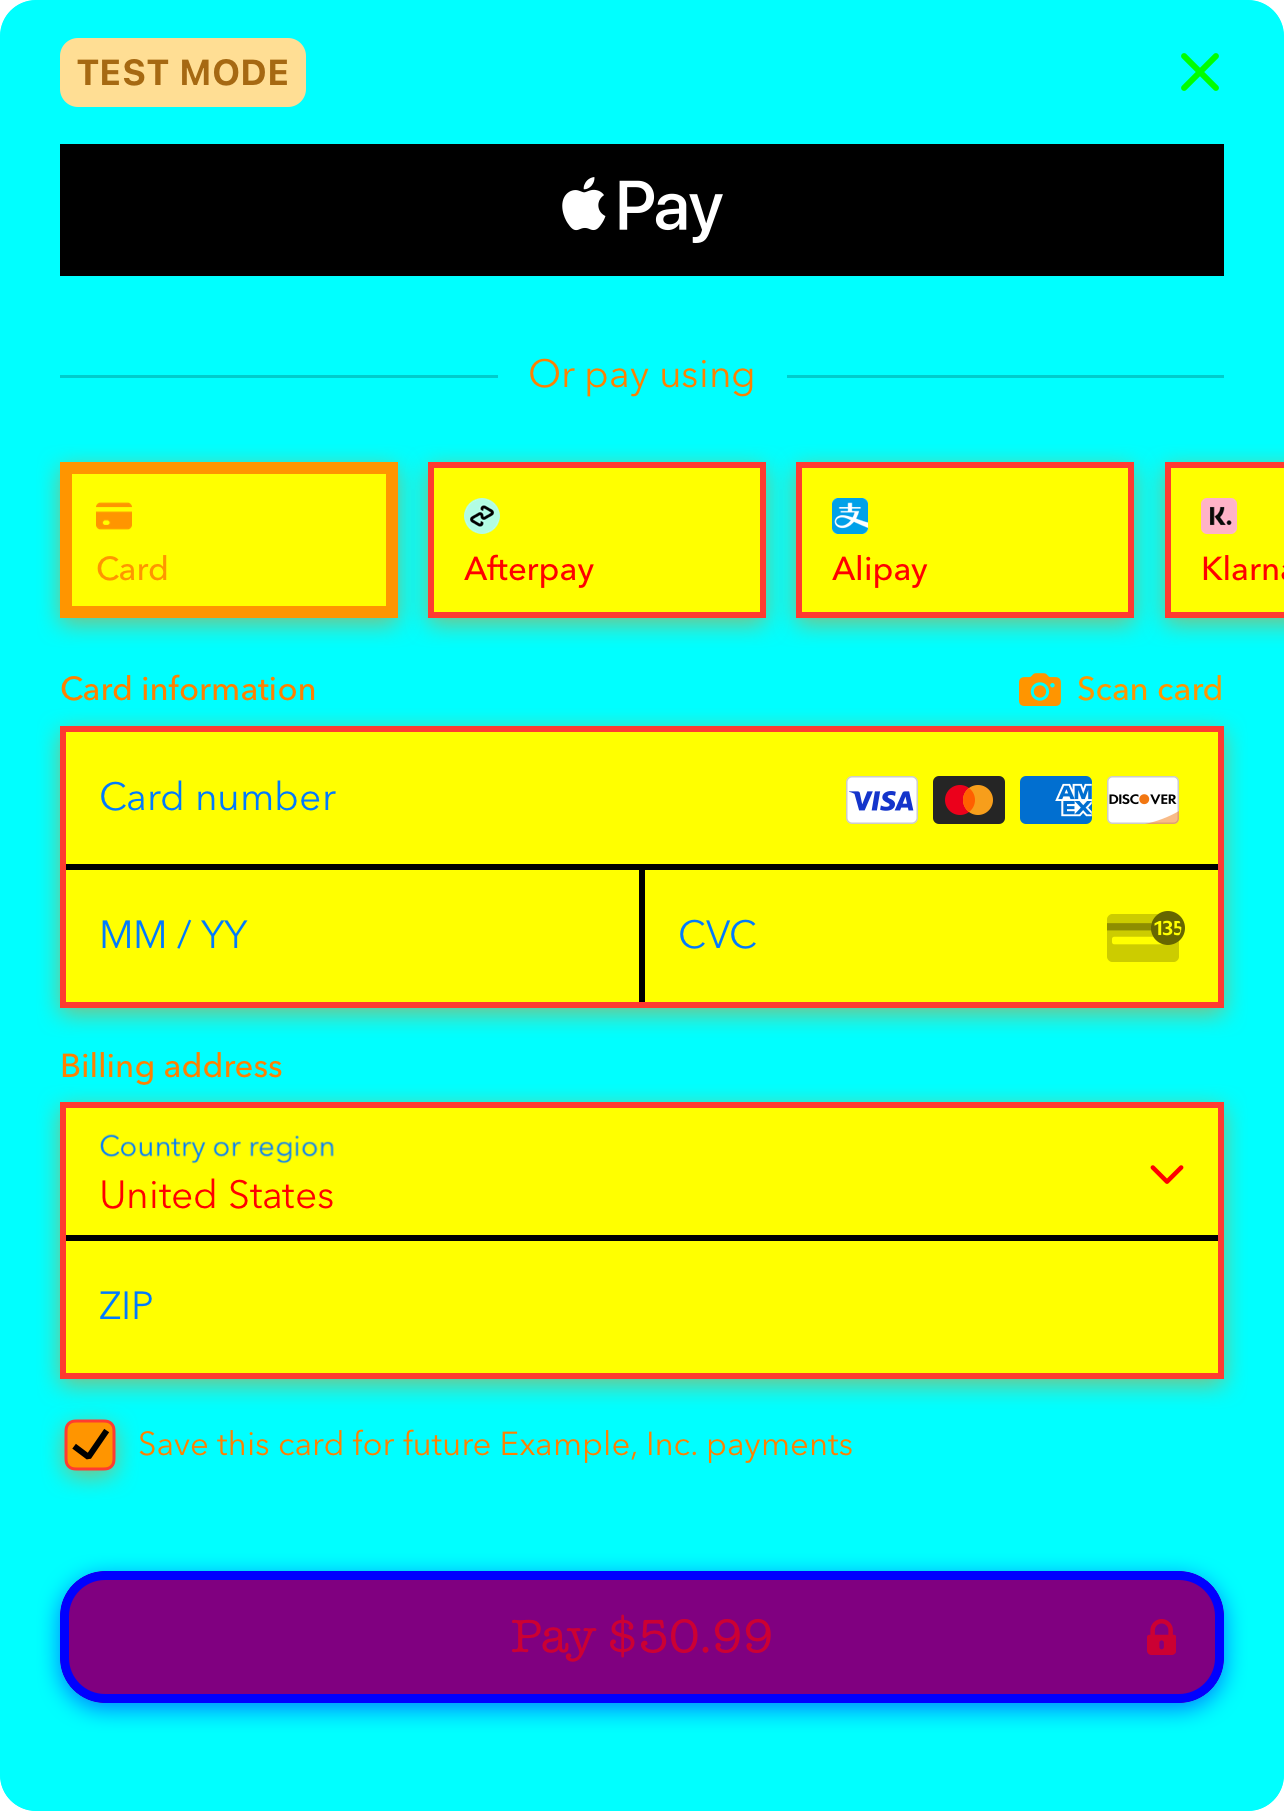 TEST MODE
Pay
Or pay using
Card
Afterpay
Alipay
支
K.
Klarna
Card information
Scan card
Card number
VISA
AM
EX
DISCOVER
MM / YY
CVC
135
Billing address
Country or region
United States
ZIP
Save this card for future Example, Inc. payments
Pay $50.99